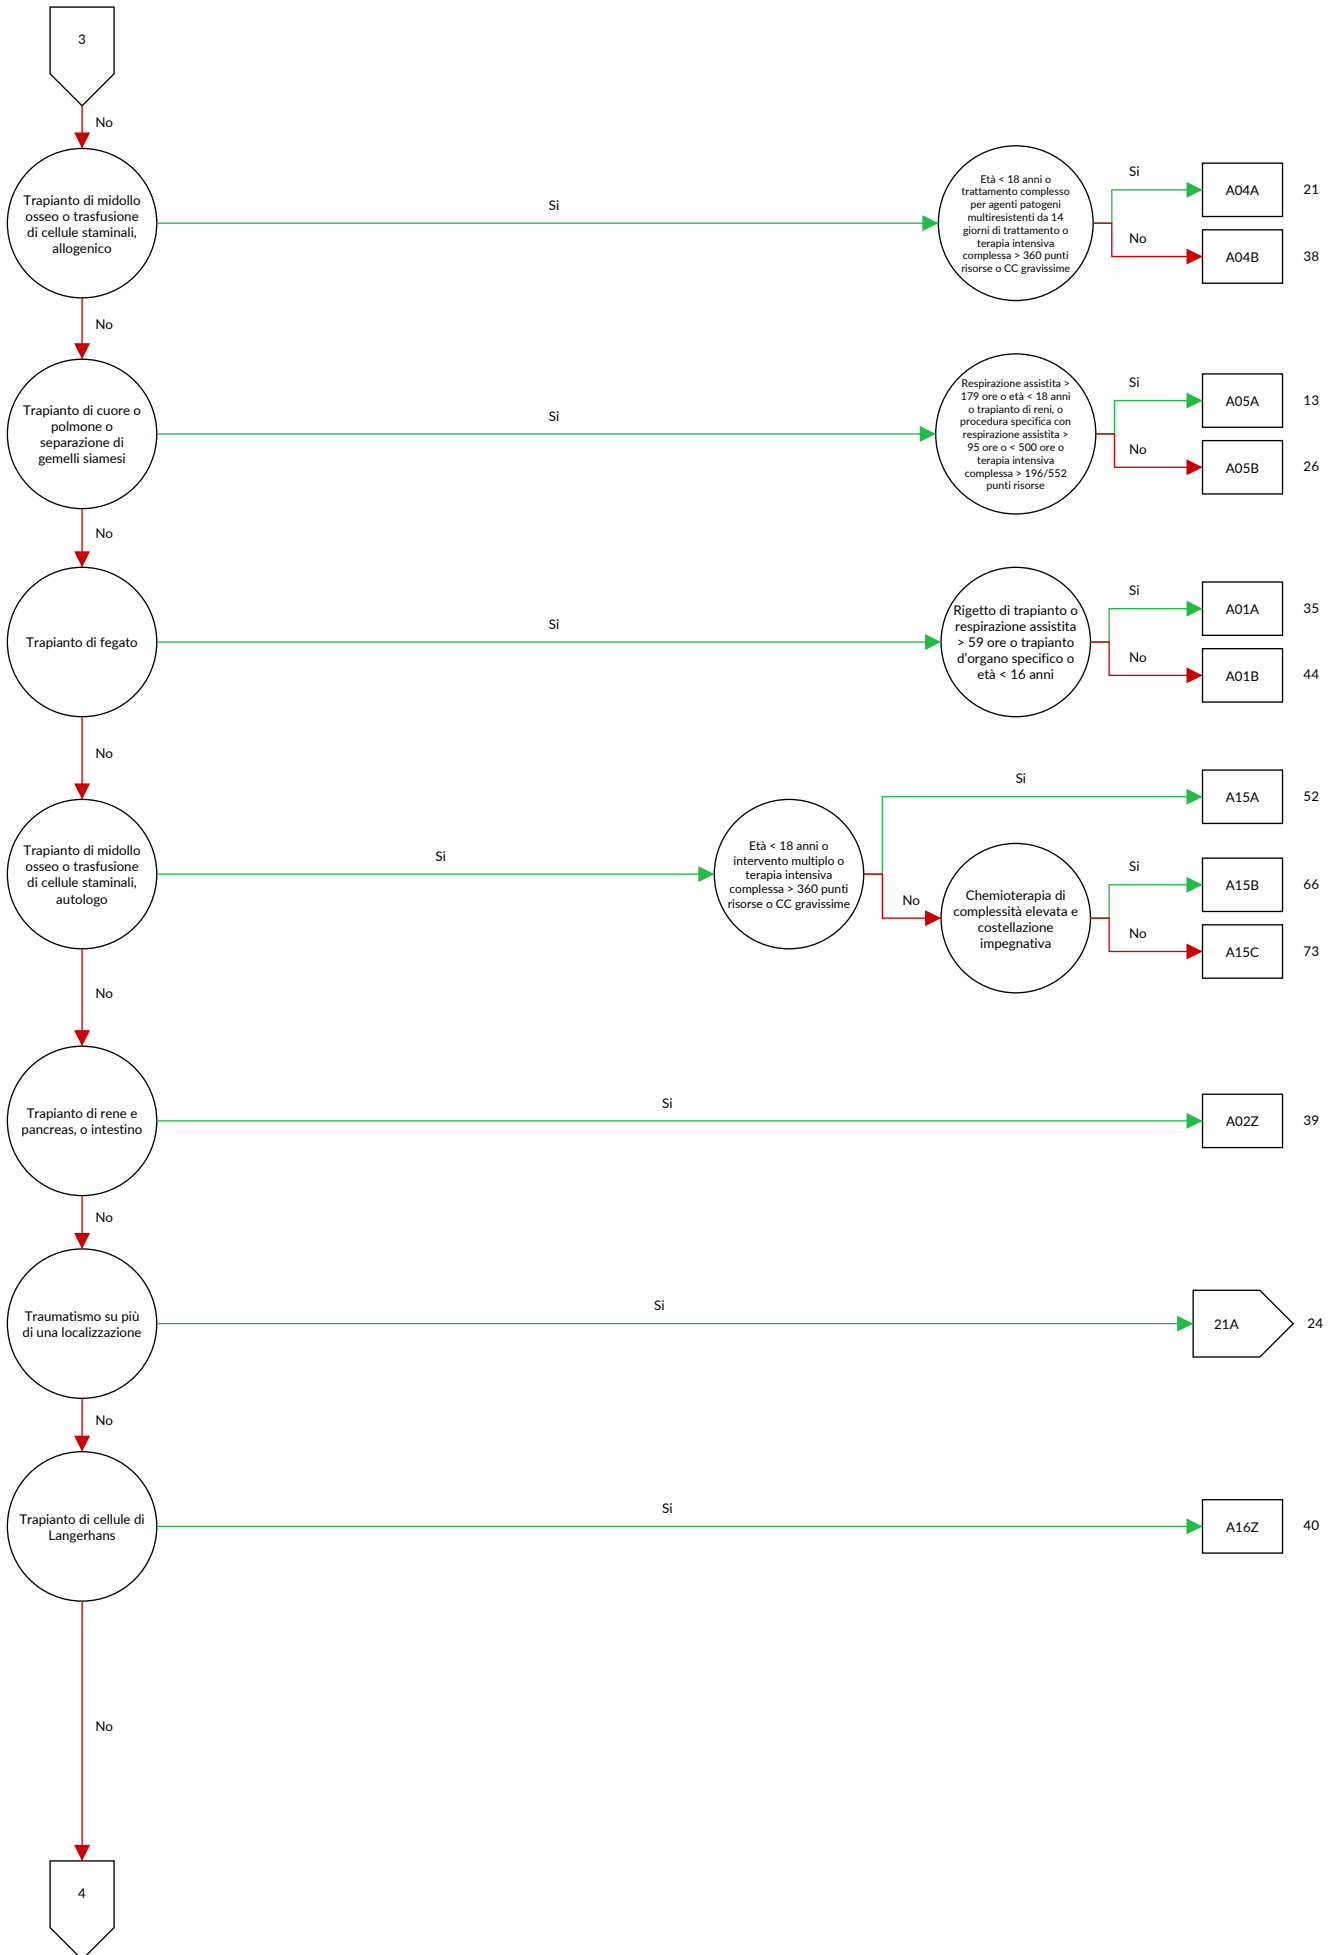 3
No
Trapianto di midollo
osseo o trasfusione
di cellule staminali,
allogenico
Si
Età < 18 anni o
trattamento complesso
per agenti patogeni
multiresistenti da 14
giorni di trattamento o
terapia intensiva
complessa > 360 punti
risorse o CC gravissime
Si
A04A
21
No
A04B
38
No
Trapianto di cuore o
polmone o
separazione di
gemelli siamesi
Si
Respirazione assistita >
179 ore o età < 18 anni
o trapianto di reni, o
procedura specifica con
respirazione assistita >
95 ore o < 500 ore o
terapia intensiva
complessa > 196/552
punti risorse
Si
A05A
13
No
A05B
26
No
Trapianto di fegato
Si
Rigetto di trapianto o
respirazione assistita
> 59 ore o trapianto
d'organo specifico o
età < 16 anni
Si
A01A
35
No
A01B
44
No
Trapianto di midollo
osseo o trasfusione
di cellule staminali,
autologo
Si
Età < 18 anni o
intervento multiplo o
terapia intensiva
complessa > 360 punti
risorse o CC gravissime
Si
A15A
52
No
Chemioterapia di
complessità elevata e
costellazione
impegnativa
Si
A15B
66
No
A15C
73
No
Trapianto di rene e
pancreas, o intestino
Si
A02Z
39
No
Traumatismo su più
di una localizzazione
Si
21A
24
No
Trapianto di cellule di
Langerhans
Si
A16Z
40
No
4